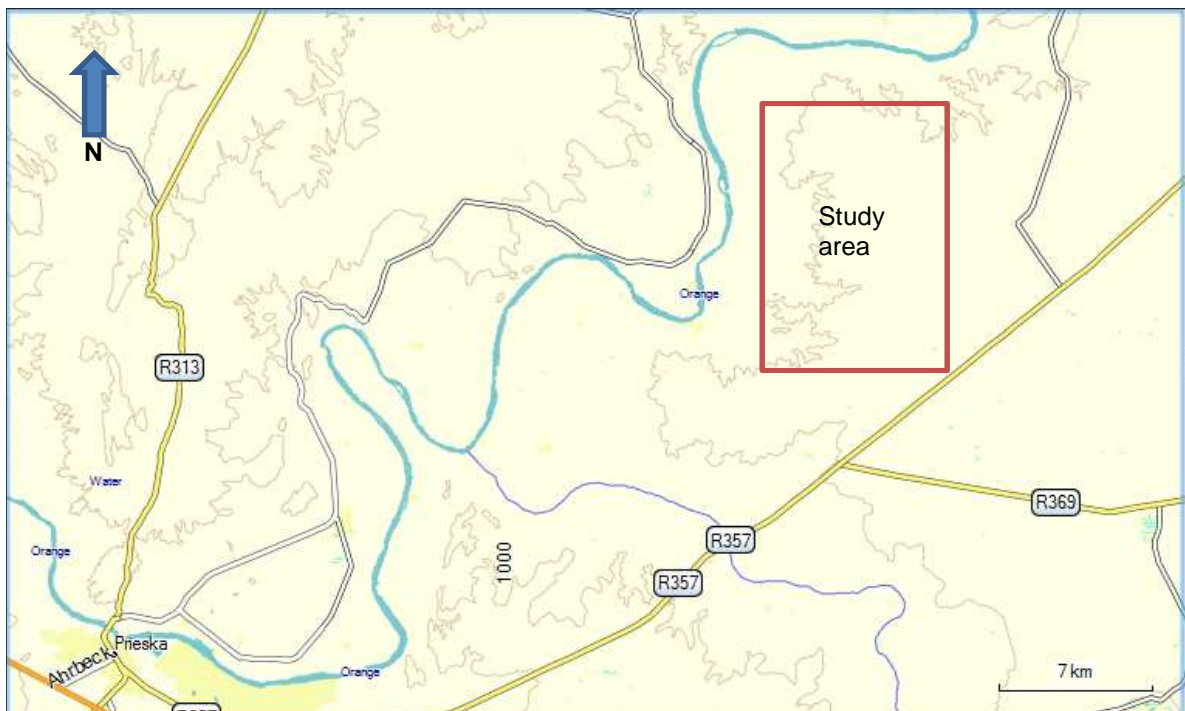 N
Study
area
Orange
R313
Water
R369
Orange
1000
R357
R357
Prieska
Ahrbeck
Orange
7 km